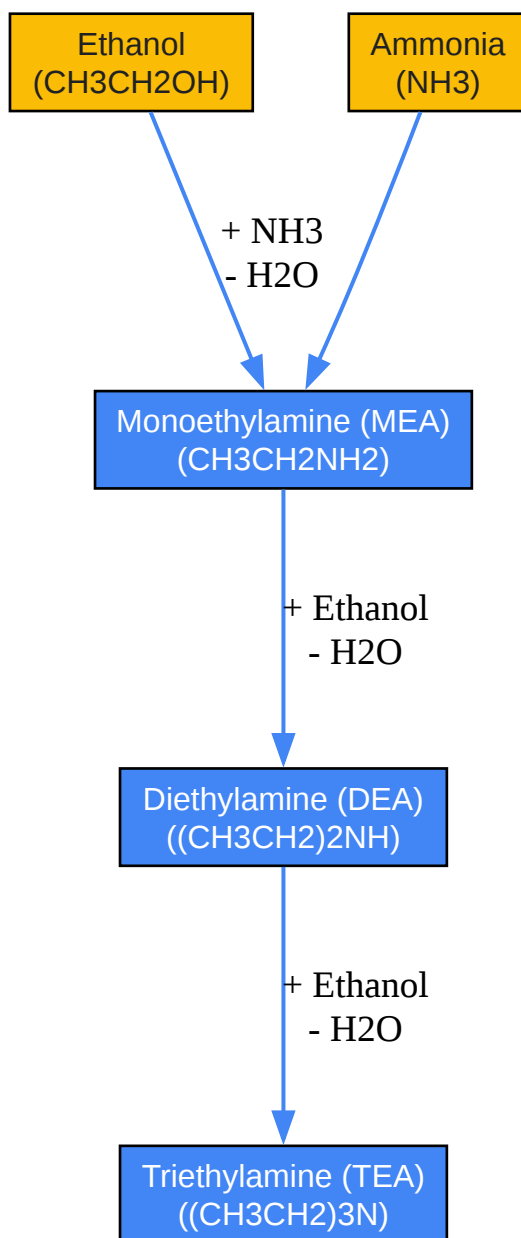 Ethanol
(CH3CH2OH)
Ammonia
(NH3)
+ NH3
- H2O
Monoethylamine (MEA)
(CH3CH2NH2)
+ Ethanol
- H2O
Diethylamine (DEA)
((CH3CH2)2NH)
+ Ethanol
- H2O
Triethylamine (TEA)
((CH3CH2)3N)